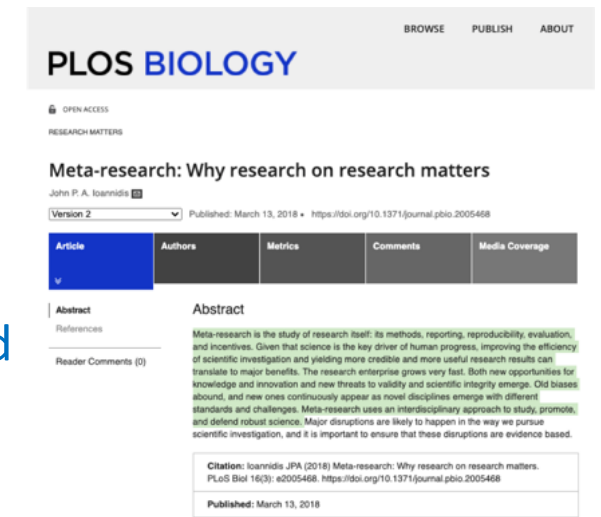 BROWSE PUBLISH ABOUT
PLOS BIOLOGY
OPEN ACCESS
RESEARCH MATTERS
Meta-research: Why research on research matters
John P. A. Ioannidis
Version 2 Published: March 13, 2018 • https://doi.org/10.1371/journal.pbio.2005468
Article Authors Metrics Comments Media Coverage
Abstract
References
Reader Comments (0)
d
Abstract
Meta-research is the study of research itself: its methods, reporting, reproducibility, evaluation,
and incentives. Given that science is the key driver of human progress, improving the efficiency
of scientific investigation and yielding more credible and more useful research results can
translate to major benefits. The research enterprise grows very fast. Both new opportunities for
knowledge and innovation and new threats to validity and scientific integrity emerge. Old biases
abound, and new ones continuously appear as novel disciplines emerge with different
standards and challenges. Meta-research uses an interdisciplinary approach to study, promote,
and defend robust science. Major disruptions are likely to happen in the way we pursue
scientific investigation, and it is important to ensure that these disruptions are evidence based.
Citation: Ioannidis JPA (2018) Meta-research: Why research on research matters.
PLoS Biol 16(3): e2005468. https://doi.org/10.1371/journal.pbio.2005468
Published: March 13, 2018